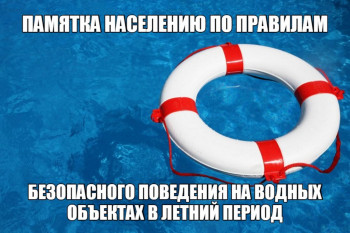 ПАМЯТКА НАСЕЛЕНИЮ ПО ПРАВИЛАМ
БЕЗОПАСНОГО ПОВЕДЕНИЯ НА ВОДНЫХ
ОБЪЕКТАХ В ЛЕТНИЙ ПЕРИОД